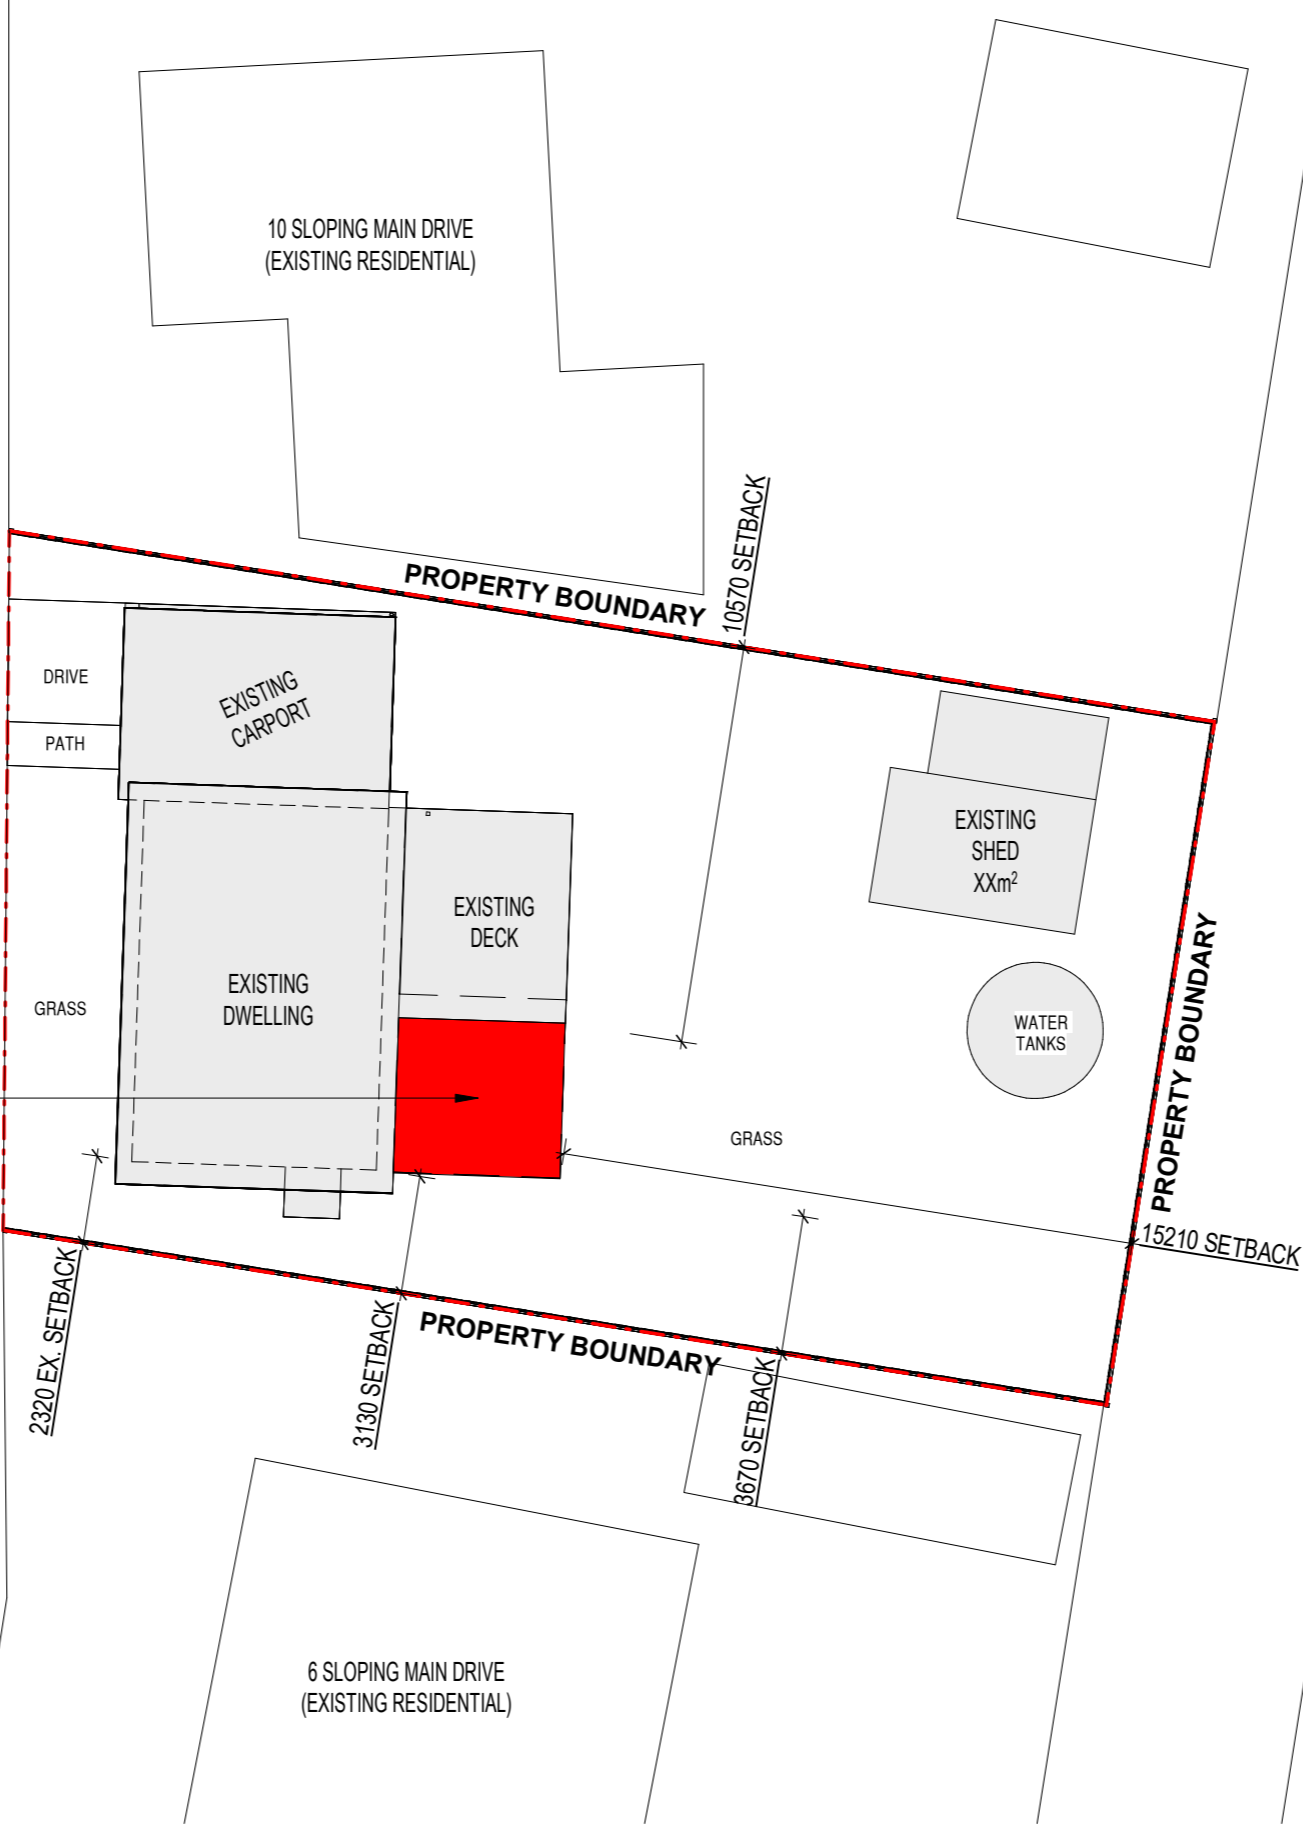 10 SLOPING MAIN DRIVE
(EXISTING RESIDENTIAL)
10570 SETBACK
PROPERTY BOUNDARY
DRIVE
EXISTING
CARPORT
PATH
EXISTING
SHED
XXm²
EXISTING
DECK
EXISTING
DWELLING
GRASS
WATER
TANKS
PROPERTY BOUNDARY
GRASS
15210 SETBACK
2320 EX. SETBACK
3130 SETBACK
PROPERTY BOUNDARY
3670 SETBACK
6 SLOPING MAIN DRIVE
(EXISTING RESIDENTIAL)